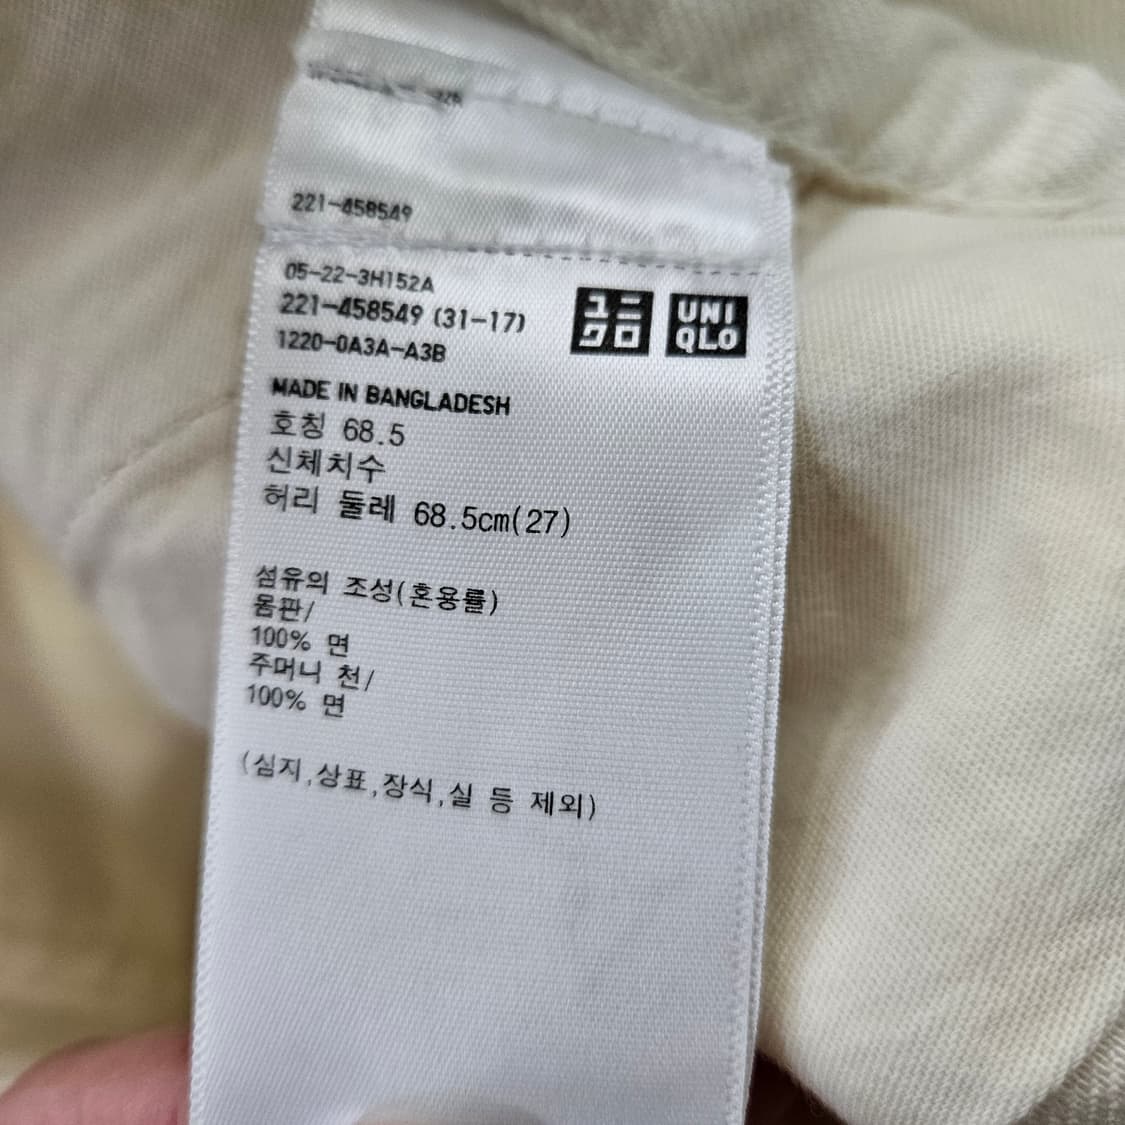 221-458549
05-22-3H152A
221-458549 (31-17)
1220-0A3A-A3B
ユニ
クロ
UNI
QLO
MADE IN BANGLADESH
호칭 68.5
신체치수
허리 둘레 68.5cm(27)
섬유의 조성(혼용률)
몸판/
100% 면
주머니 천/
100% 면
(심지,상표,장식,실 등 제외)